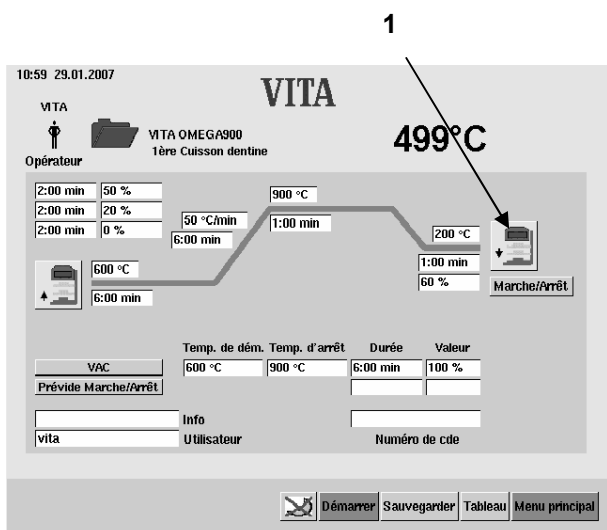 1
10:59 29.01.2007
VITA
VITA
VITA OMEGA900
1ère Cuisson dentine
499°C
Opérateur
2:00 min 50 %
2:00 min 20 %
2:00 min 0 %
50 °C/min
6:00 min
900 °C
1:00 min
200 °C
1:00 min
60 %
Marche/Arrêt
600 °C
6:00 min
Temp. de dém. Temp. d'arrêt Durée Valeur
VAC 600 °C 900 °C 6:00 min 100 %
Prévide Marche/Arrêt
Info
vita Utilisateur Numéro de cde
Démarrer Sauvegarder Tableau Menu principal